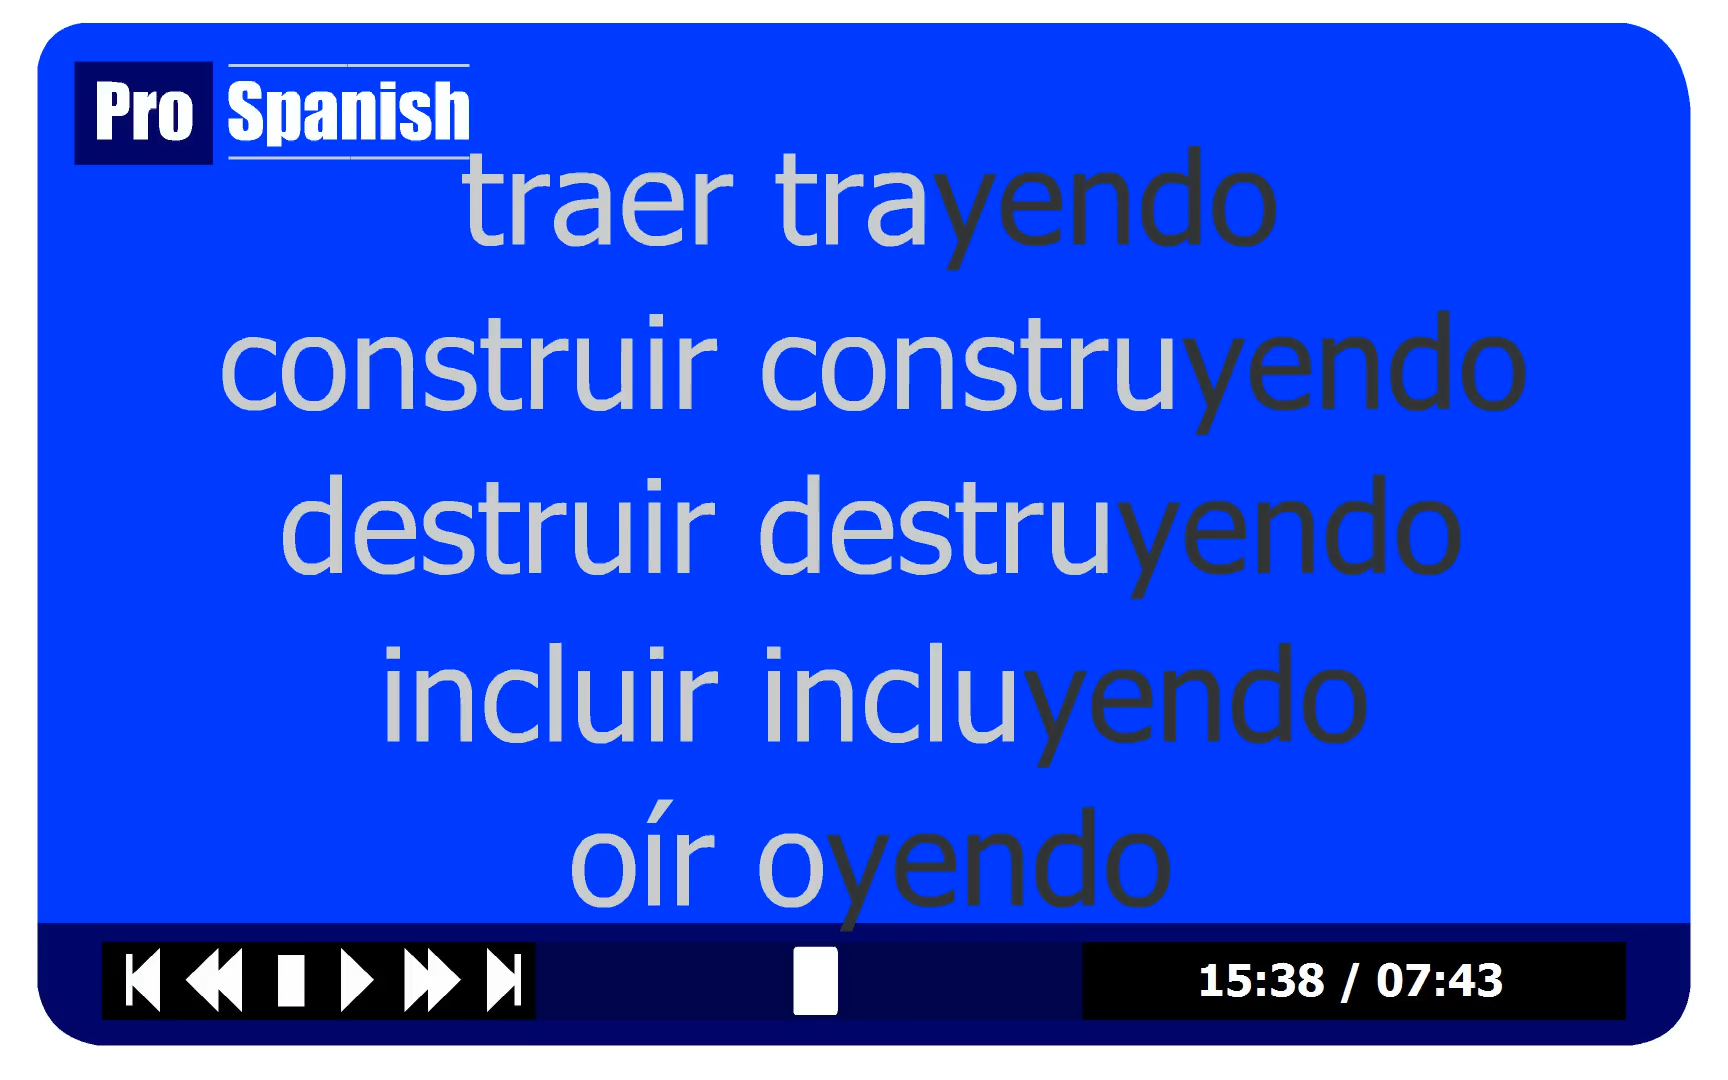 Pro Spanish
traer trayendo
construir construyendo
destruir destruyendo
incluir incluyendo
oír oyendo
15:38 / 07:43